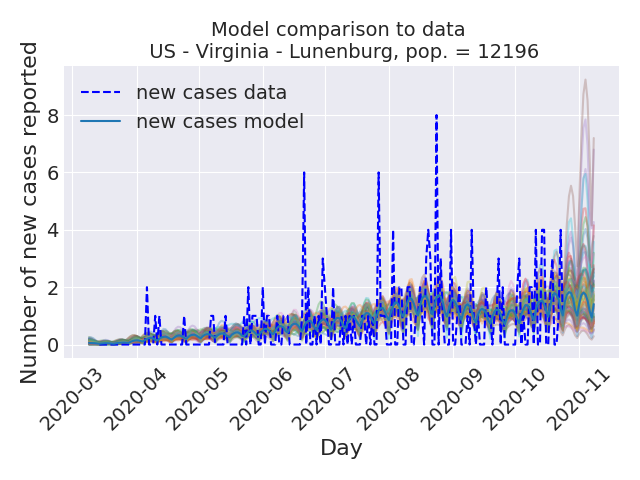 Model comparison to data
US - Virginia - Lunenburg, pop. = 12196
Number of new cases reported
new cases data
new cases model
8
6
4
2
0
2020-03
2020-04
2020-05
2020-06
2020-07
2020-08
2020-09
2020-10
2020-11
Day